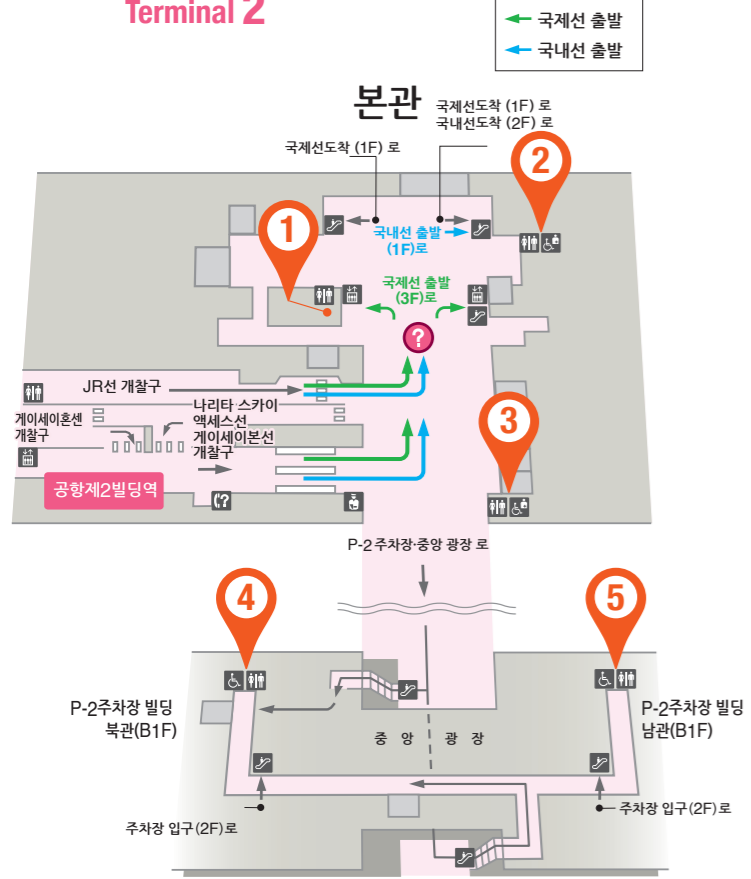 Terminal 2
국제선 출발
국내선 출발
본관
국제선도착 (1F) 로
국내선도착 (2F) 로
국제선도착 (1F) 로
2
1
국내선 출발
(1F)로
국제선 출발
(3F)로
?
JR선 개찰구
나리타 스카이
액세스선
게이세이본선
개찰구
게이세이혼센
개찰구
3
공항제2빌딩역
?
P-2 주차장·중앙 광장 로
4
5
P-2주차장 빌딩
북관(B1F)
P-2주차장 빌딩
남관(B1F)
중 앙 광 장
주차장 입구(2F)로
주차장 입구(2F)로